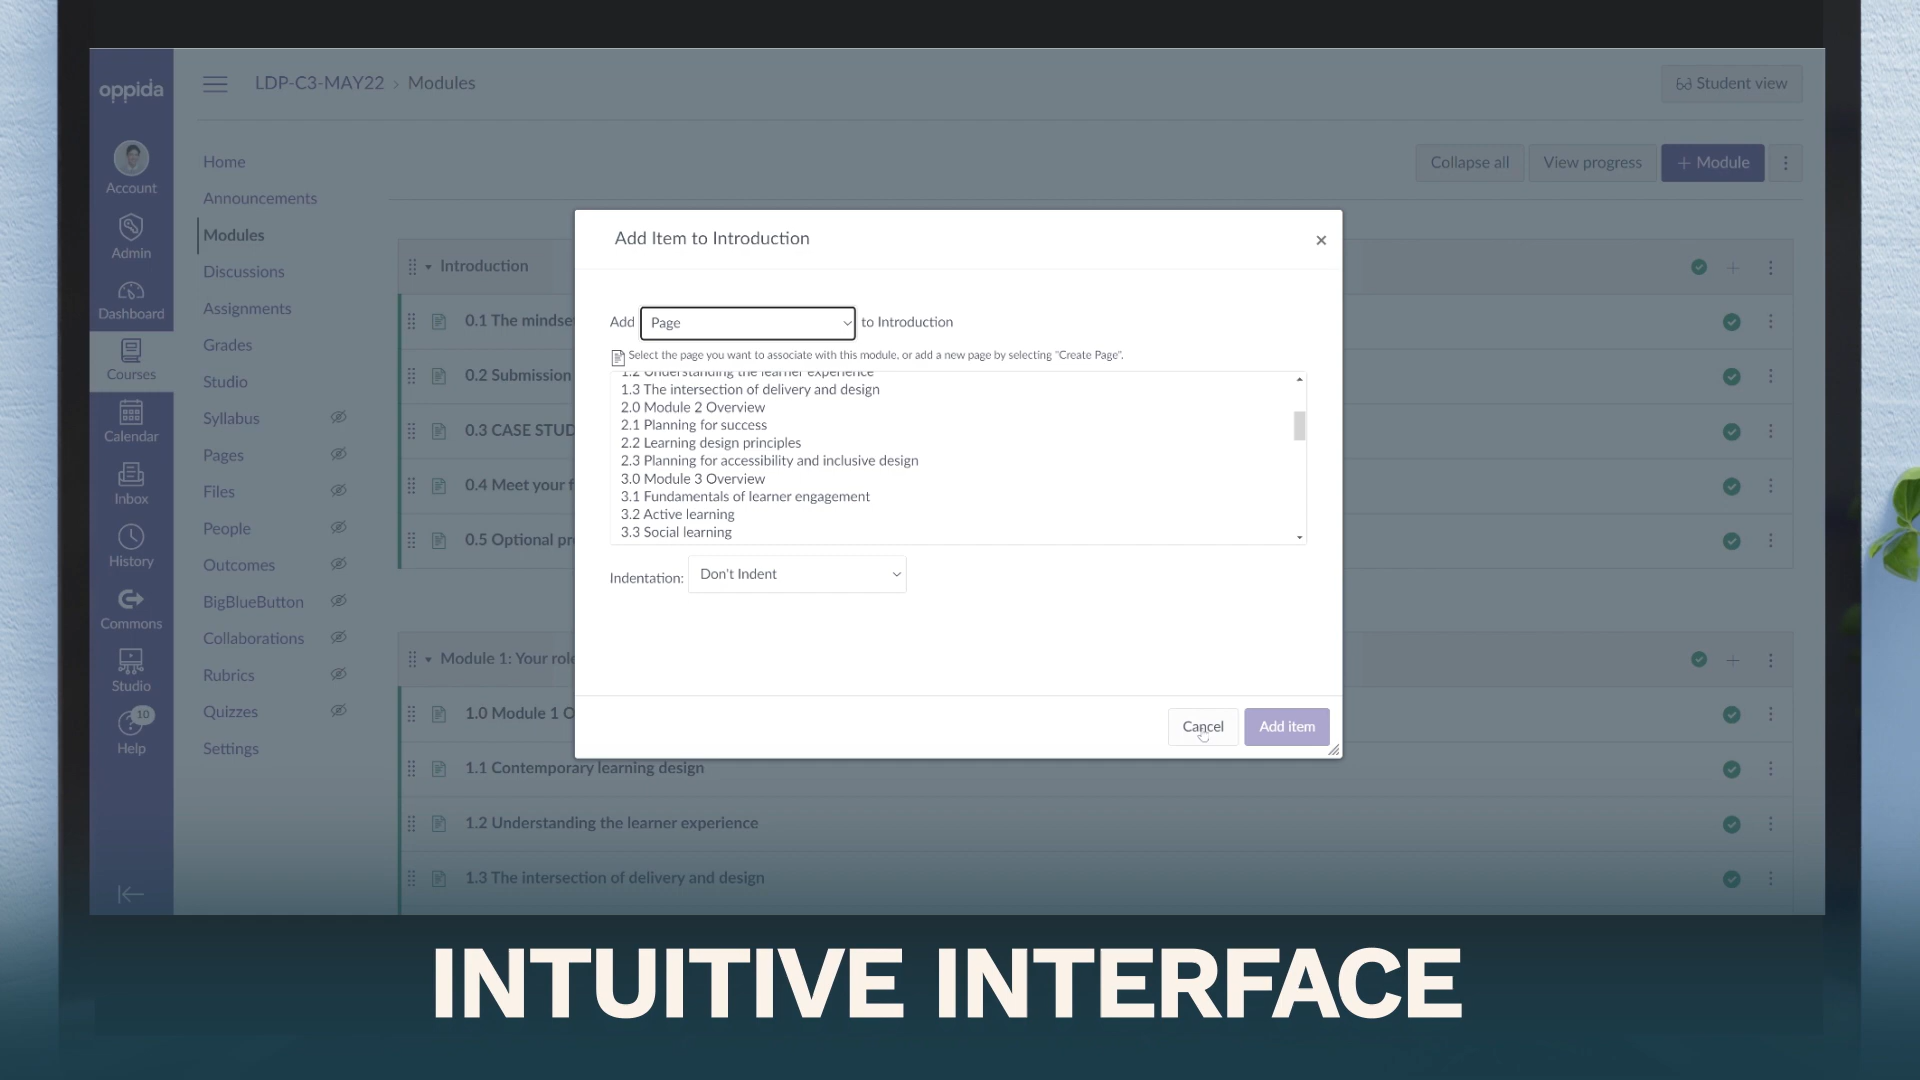 oppida
LDP-C3-MAY22 › Modules
Student view
Account
Admin
Dashboard
Courses
Calendar
Inbox
History
Commons
Studio
10
Help
Home
Announcements
Modules
Discussions
Assignments
Grades
Studio
Syllabus
Pages
Files
People
Outcomes
BigBlueButton
Collaborations
Rubrics
Quizzes
Settings
Collapse all
View progress
+ Module
Introduction
0.1 The mindse
0.2 Submission
0.3 CASE STUD
0.4 Meet your f
0.5 Optional pr
Module 1: Your role
1.0 Module 1 O
1.1 Contemporary learning design
1.2 Understanding the learner experience
1.3 The intersection of delivery and design
Add Item to Introduction
Add Page to Introduction
Select the page you want to associate with this module, or add a new page by selecting "Create Page".
1.2 Understanding the learner experience
1.3 The intersection of delivery and design
2.0 Module 2 Overview
2.1 Planning for success
2.2 Learning design principles
2.3 Planning for accessibility and inclusive design
3.0 Module 3 Overview
3.1 Fundamentals of learner engagement
3.2 Active learning
3.3 Social learning
Indentation: Don't Indent
Cancel
Add item
INTUITIVE INTERFACE